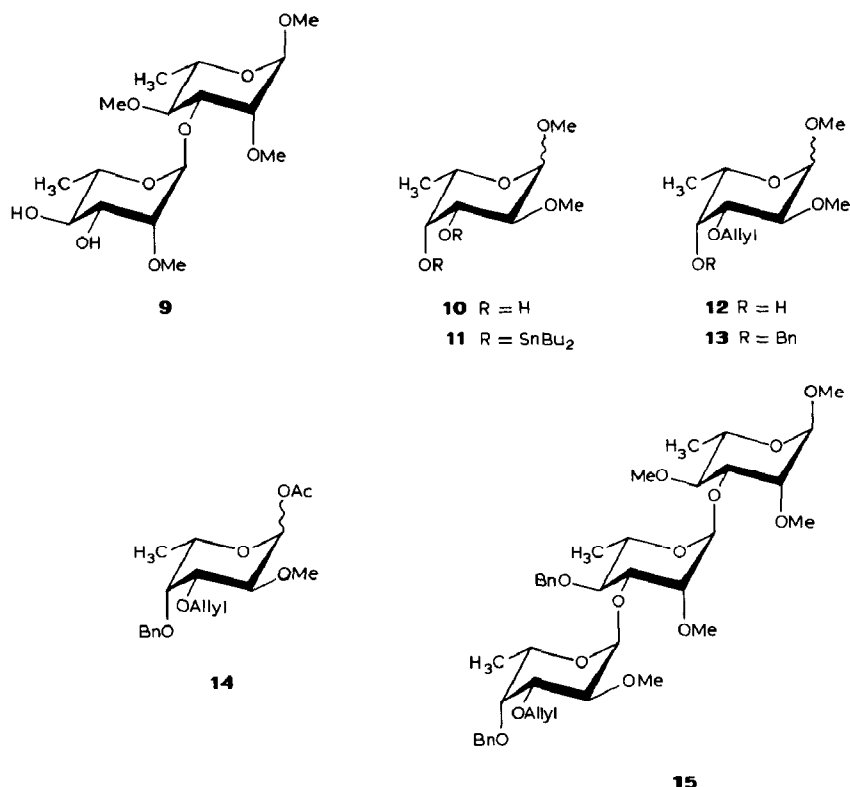 OMe
H₃C
O
MeO
O
OMe
H₃C
O
HO
OH
OMe
9
OMe
H₃C
O
OMe
OR
OR
10 R = H
11 R = SnBu₂
OMe
H₃C
O
OMe
OAllyl
OR
12 R = H
13 R = Bn
OAc
H₃C
O
OMe
OAllyl
BnO
14
OMe
H₃C
O
MeO
O
OMe
H₃C
O
BnO
O
OMe
H₃C
O
OMe
OAllyl
BnO
15